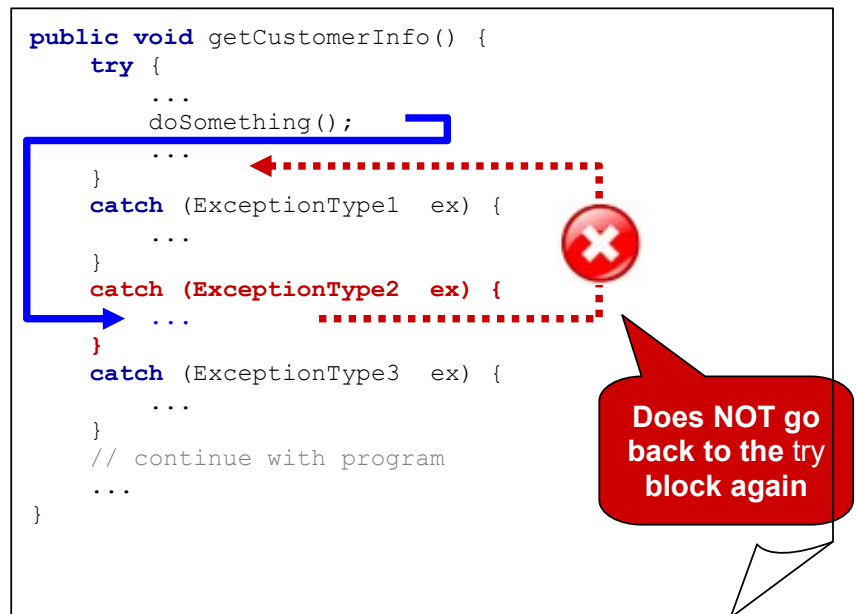 public void getCustomerInfo() {
    try {
        ...
        doSomething();
        ...
    }
    catch (ExceptionType1  ex) {
        ...
    }
    catch (ExceptionType2  ex) {
        ...
    }
    catch (ExceptionType3  ex) {
        ...
    }
    // continue with program
    ...
}
Does NOT go
back to the try
block again